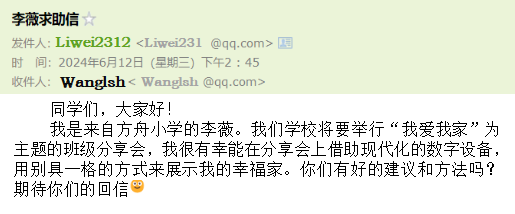 李薇求助信
发件人：Liwei2312 <Liwei231 @qq.com>
时 间：2024年6月12日（星期三）下午2：45
收件人：Wanglsh < Wanglsh @qq.com>
同学们，大家好！
我是来自方舟小学的李薇。我们学校将要举行“我爱我家”为
主题的班级分享会，我很有幸能在分享会上借助现代化的数字设备，
用别具一格的方式来展示我的幸福家。你们有好的建议和方法吗？
期待你们的回信